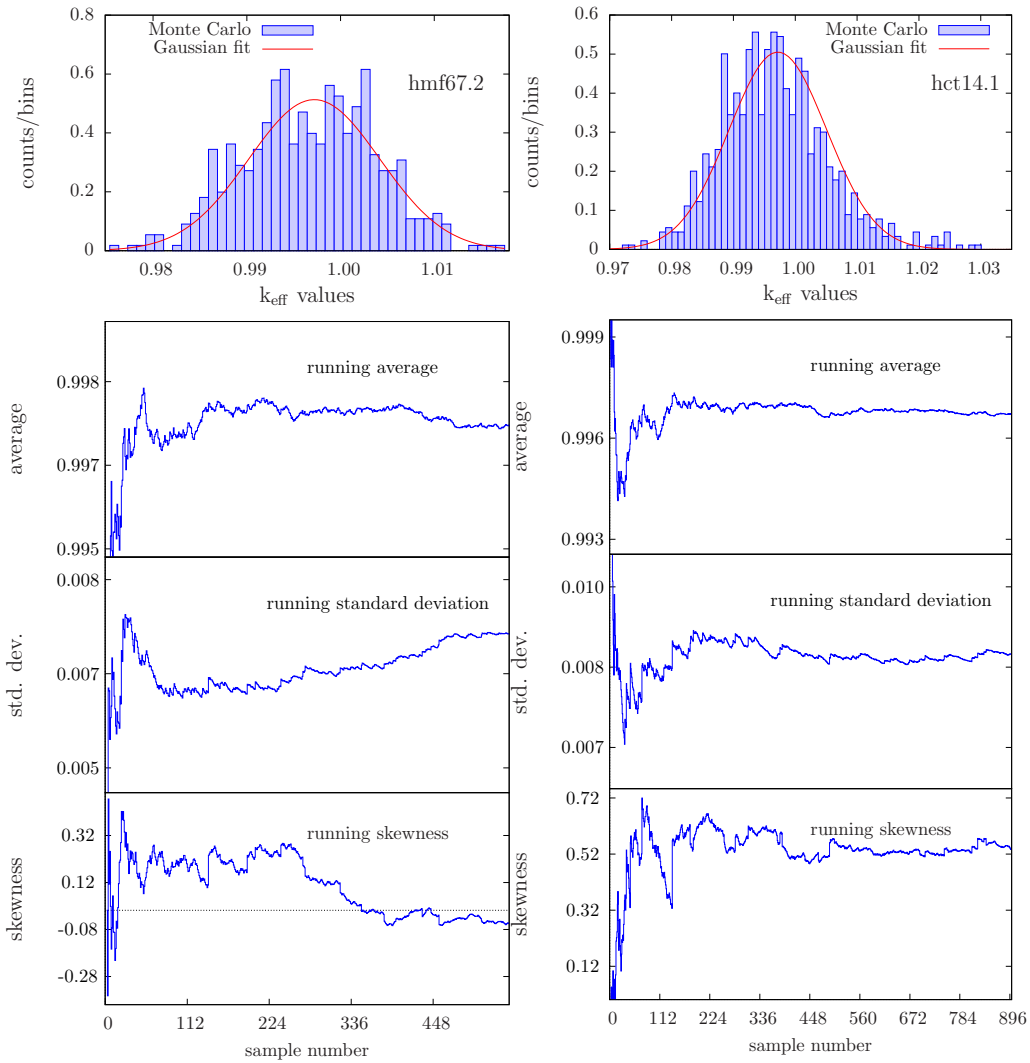 Monte Carlo
Gaussian fit
hmf67.2
counts/bins
0.8
0.6
0.4
0.2
0
0.98 0.99 1.00 1.01
k_eff values
Monte Carlo
Gaussian fit
hct14.1
counts/bins
0.6
0.5
0.4
0.3
0.2
0.1
0
0.97 0.98 0.99 1.00 1.01 1.02 1.03
k_eff values
running average
average
0.998
0.997
0.995
running standard deviation
std. dev.
0.008
0.007
0.005
running skewness
skewness
0.32
0.12
-0.08
-0.28
0 112 224 336 448
sample number
running average
average
0.999
0.996
0.993
running standard deviation
std. dev.
0.010
0.008
0.007
running skewness
skewness
0.72
0.52
0.32
0.12
0 112 224 336 448 560 672 784 896
sample number